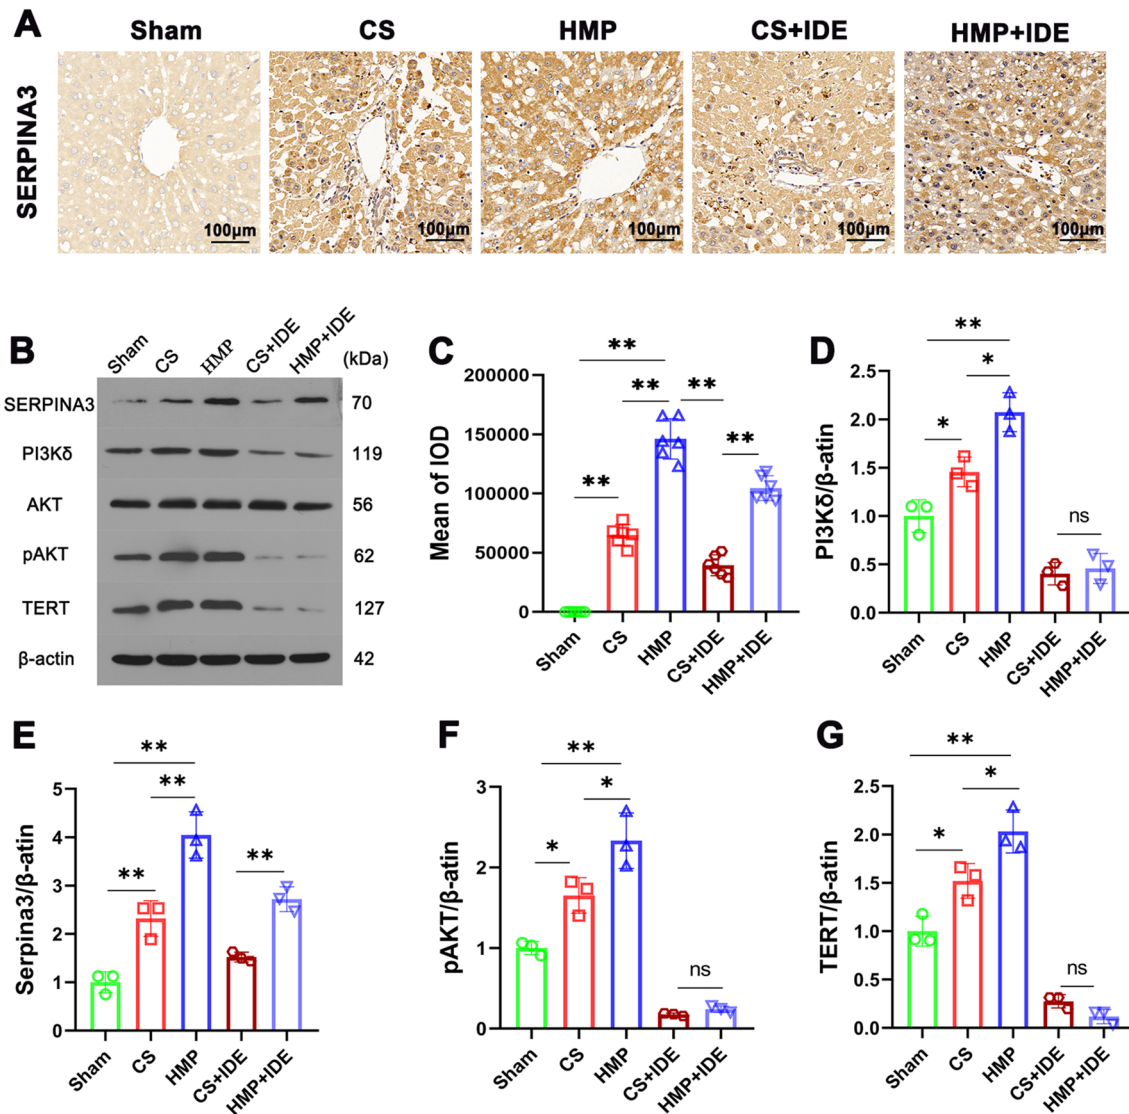 A
Sham
CS
HMP
CS+IDE
HMP+IDE
SERPINA3
100μm
100μm
100μm
100μm
100μm
B
Sham
CS
HMP
CS+IDE
HMP+IDE
(kDa)
SERPINA3
70
PI3Kδ
119
AKT
56
pAKT
62
TERT
127
β-actin
42
C
**
**
**
**
**
200000
150000
100000
50000
0
Mean of IOD
Sham
CS
HMP
CS+IDE
HMP+IDE
D
**
*
*
ns
2.5
2.0
1.5
1.0
0.5
0.0
PI3Kδ/β-atin
Sham
CS
HMP
CS+IDE
HMP+IDE
E
**
**
**
**
5
4
3
2
1
0
Serpina3/β-atin
Sham
CS
HMP
CS+IDE
HMP+IDE
F
**
*
*
ns
3
2
1
0
pAKT/β-atin
Sham
CS
HMP
CS+IDE
HMP+IDE
G
**
*
*
ns
2.5
2.0
1.5
1.0
0.5
0.0
TERT/β-atin
Sham
CS
HMP
CS+IDE
HMP+IDE